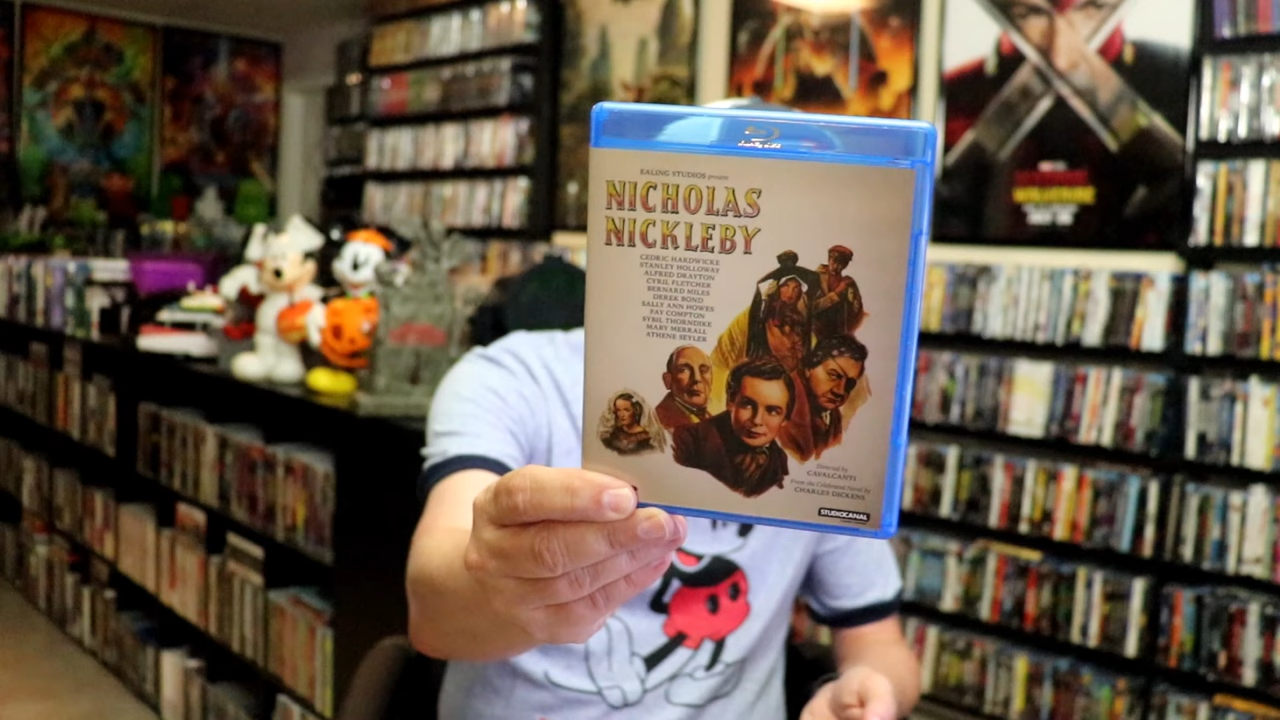 EALING STUDIOS present
NICHOLAS
NICKLEBY
CEDRIC HARDWICKE
STANLEY HOLLOWAY
ALFRED DRAYTON
CYRIL FLETCHER
BERNARD MILES
DEREK BOND
SALLY ANN HOWES
FAY COMPTON
SYBIL THORNDIKE
MARY MERRALL
ATHENE SEYLER
Directed by
CAVALCANTI
From the Celebrated Novel by
CHARLES DICKENS
STUDIOCANAL